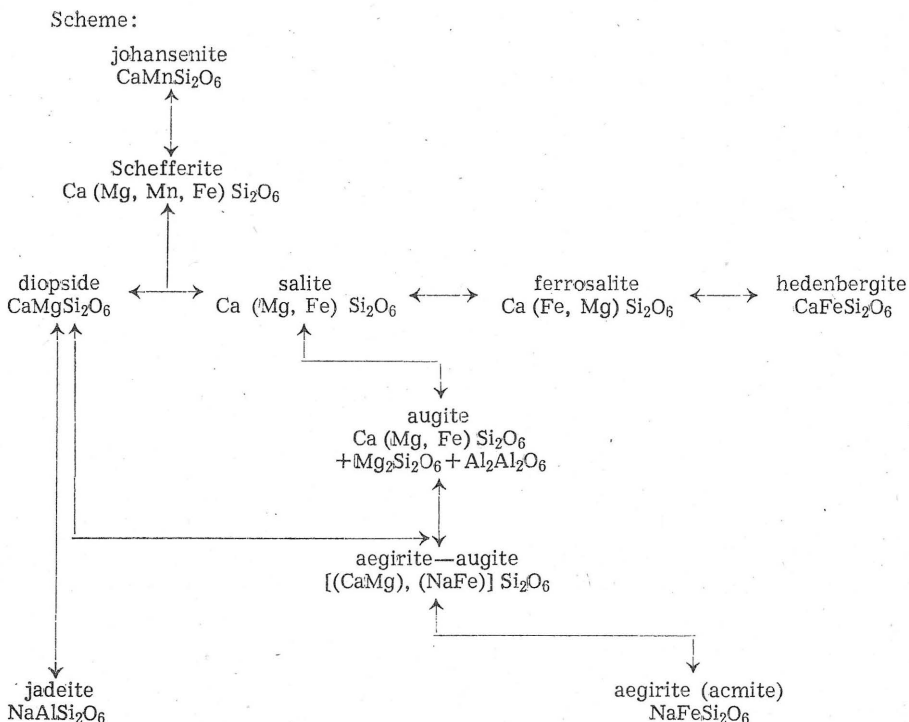 Scheme:
johansenite
CaMnSi₂O₆
Schefferite
Ca (Mg, Mn, Fe) Si₂O₆
diopside
CaMgSi₂O₆
salite
Ca (Mg, Fe) Si₂O₆
ferrosalite
Ca (Fe, Mg) Si₂O₆
hedenbergite
CaFeSi₂O₆
augite
Ca (Mg, Fe) Si₂O₆
+Mg₂Si₂O₆+Al₂Al₂O₆
aegirite—augite
[(CaMg), (NaFe)] Si₂O₆
jadeite
NaAlSi₂O₆
aegirite (acmite)
NaFeSi₂O₆